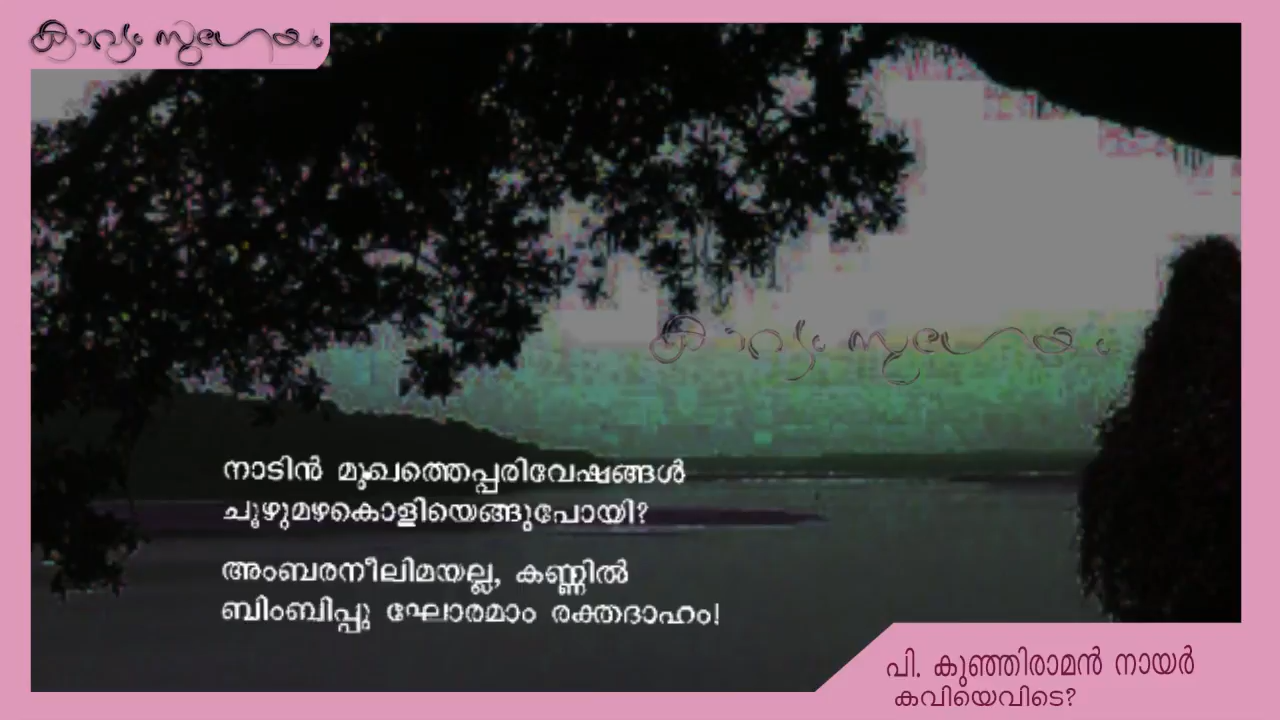 കാവ്യം സുഗേയം
കാവ്യം സുഗേയം
നാടിൻ മുഖത്തെപ്പരിവേഷങ്ങൾ
ചൂഴുമഴകൊളിയെങ്ങുപോയി?
അംബരനീലിമയല്ല, കണ്ണിൽ
ബിംബിപ്പു ഘോരമാം രക്തദാഹം!
പി. കുഞ്ഞിരാമൻ നായർ
കവിയെവിടെ?